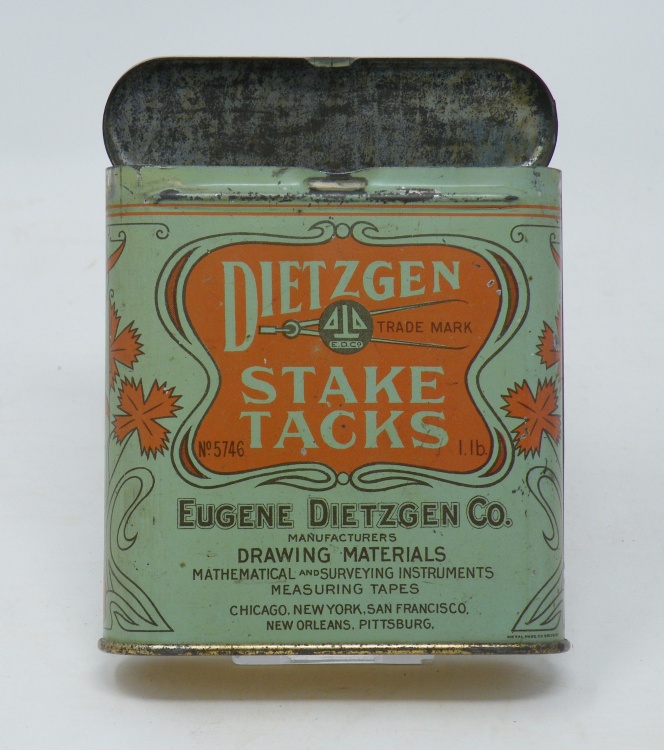 DIETZGEN
TRADE MARK
E.D.Co
STAKE
TACKS
No 5746
1.lb.
EUGENE DIETZGEN CO.
MANUFACTURERS
DRAWING MATERIALS
MATHEMATICAL AND SURVEYING INSTRUMENTS
MEASURING TAPES
CHICAGO, NEW YORK, SAN FRANCISCO,
NEW ORLEANS, PITTSBURG,